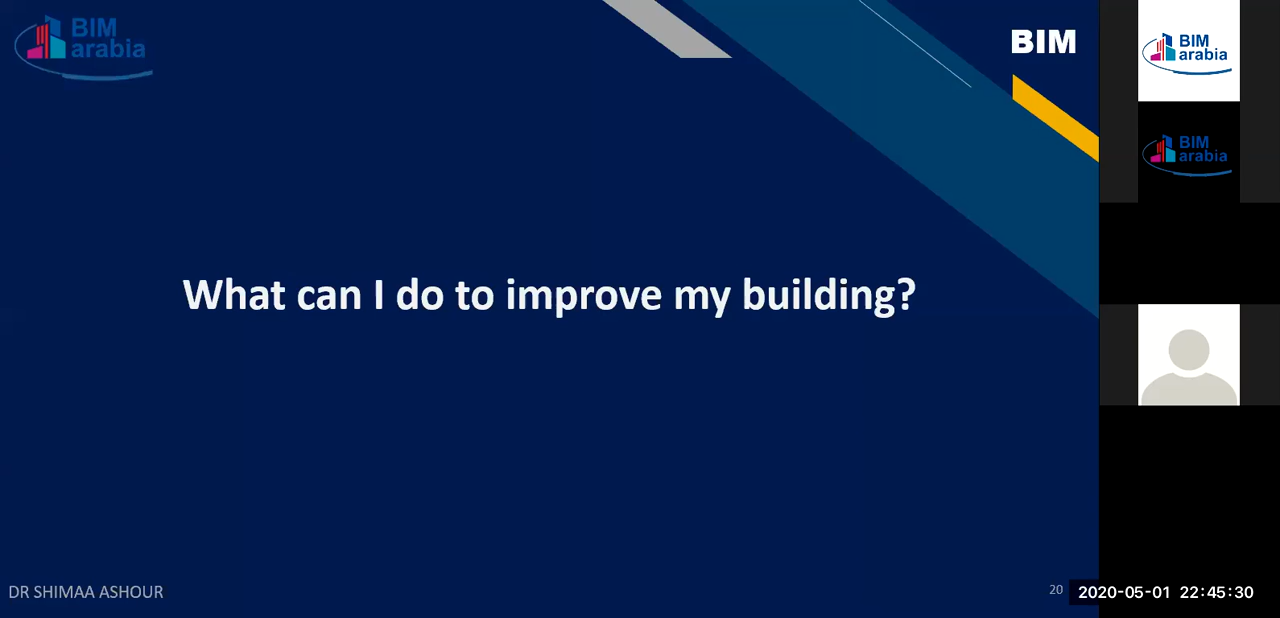 BIM
arabia
BIM
BIM
arabia
BIM
arabia
What can I do to improve my building?
DR SHIMAA ASHOUR
20
2020-05-01 22:45:30